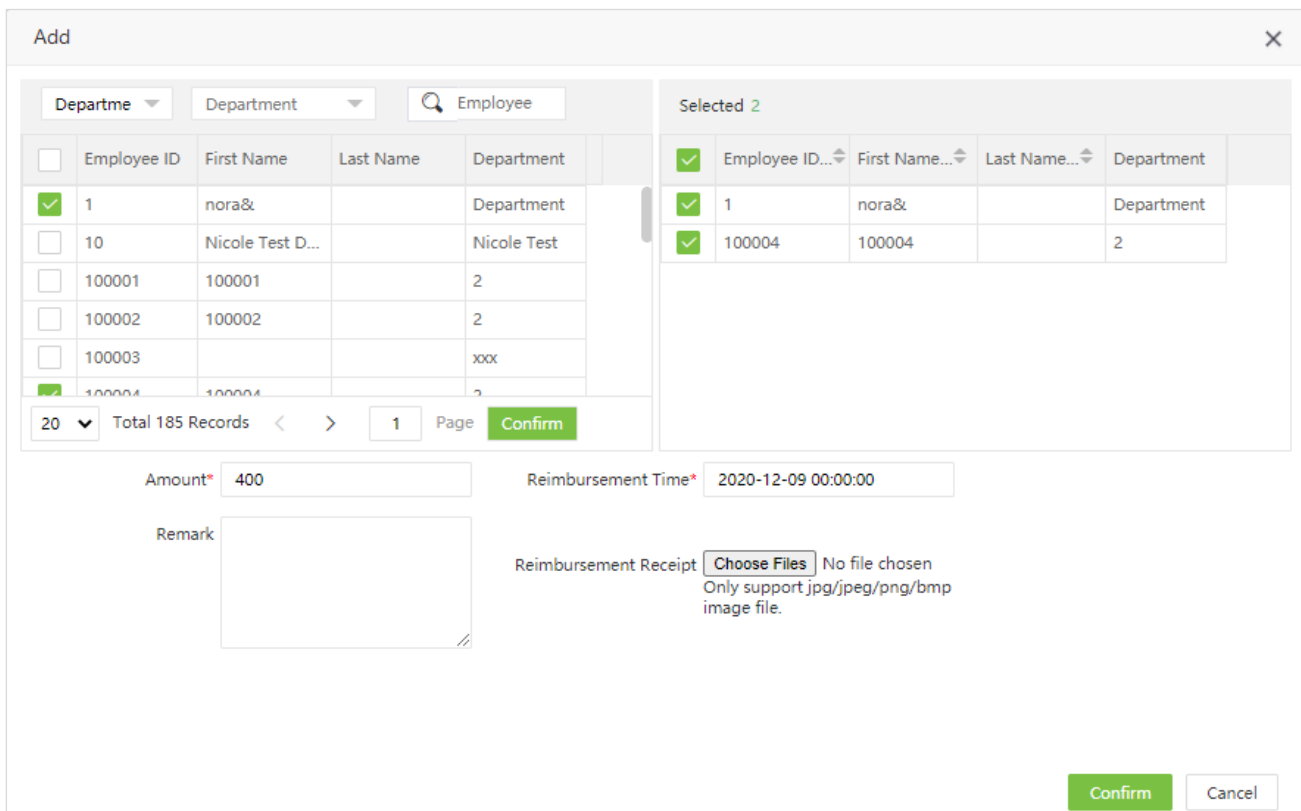 Add
Departme Department Employee
Employee ID First Name Last Name Department
1 nora& Department
10 Nicole Test D... Nicole Test
100001 100001 2
100002 100002 2
100003 xxx
100004 100004 2
20 Total 185 Records 1 Page Confirm
Selected 2
Employee ID... First Name... Last Name... Department
1 nora& Department
100004 100004 2
Amount* 400 Reimbursement Time* 2020-12-09 00:00:00
Remark
Reimbursement Receipt Choose Files No file chosen
Only support jpg/jpeg/png/bmp
image file.
Confirm Cancel